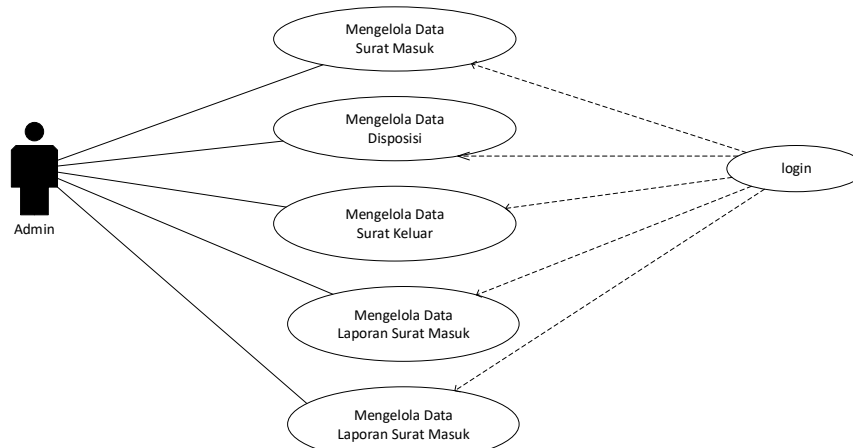 Mengelola Data
Surat Masuk
Mengelola Data
Disposisi
login
Mengelola Data
Surat Keluar
Admin
Mengelola Data
Laporan Surat Masuk
Mengelola Data
Laporan Surat Masuk